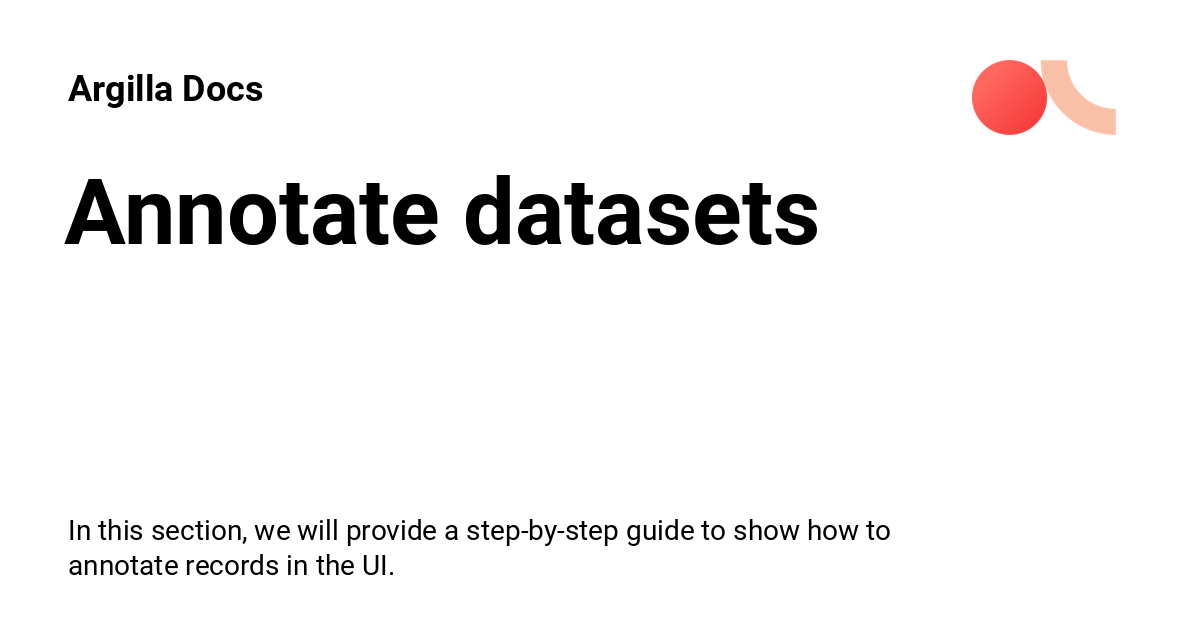 Argilla Docs
Annotate datasets
In this section, we will provide a step-by-step guide to show how to
annotate records in the UI.